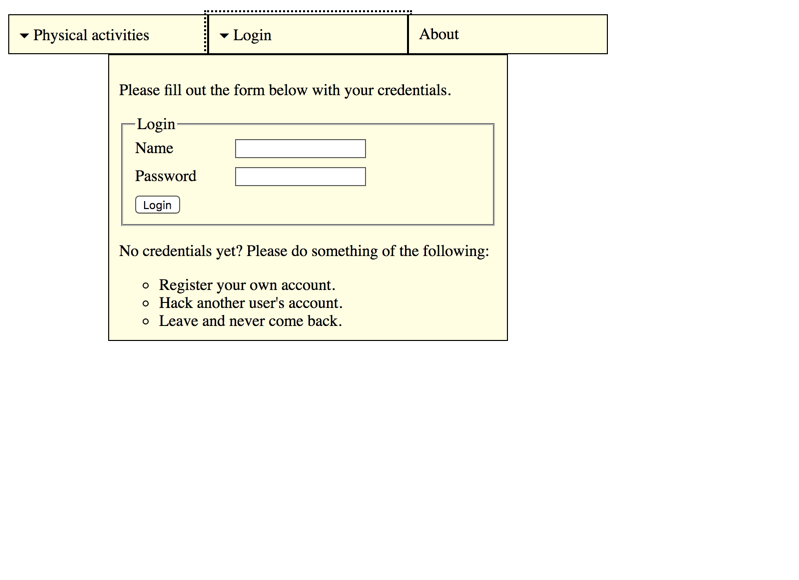 Physical activities
Login
About
Please fill out the form below with your credentials.
Login
Name
Password
Login
No credentials yet? Please do something of the following:
Register your own account.
Hack another user's account.
Leave and never come back.